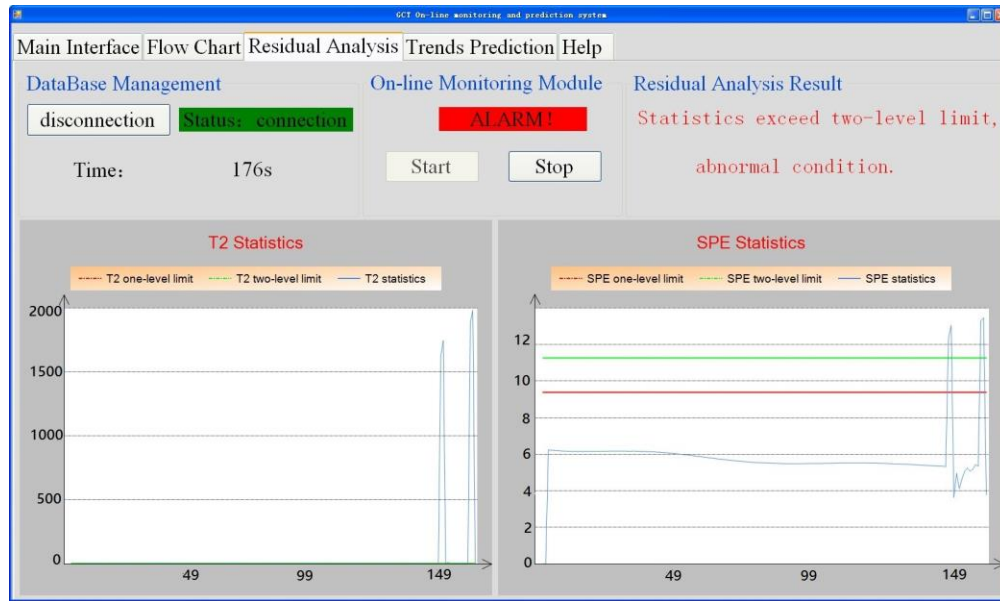 GCT On-line monitoring and prediction system
Main Interface Flow Chart Residual Analysis Trends Prediction Help
DataBase Management
disconnection Status: connection
Time: 176s
On-line Monitoring Module
ALARM!
Start Stop
Residual Analysis Result
Statistics exceed two-level limit,
abnormal condition.
T2 Statistics
T2 one-level limit T2 two-level limit T2 statistics
2000
1500
1000
500
0
49 99 149
SPE Statistics
SPE one-level limit SPE two-level limit SPE statistics
12
10
8
6
4
2
0
49 99 149